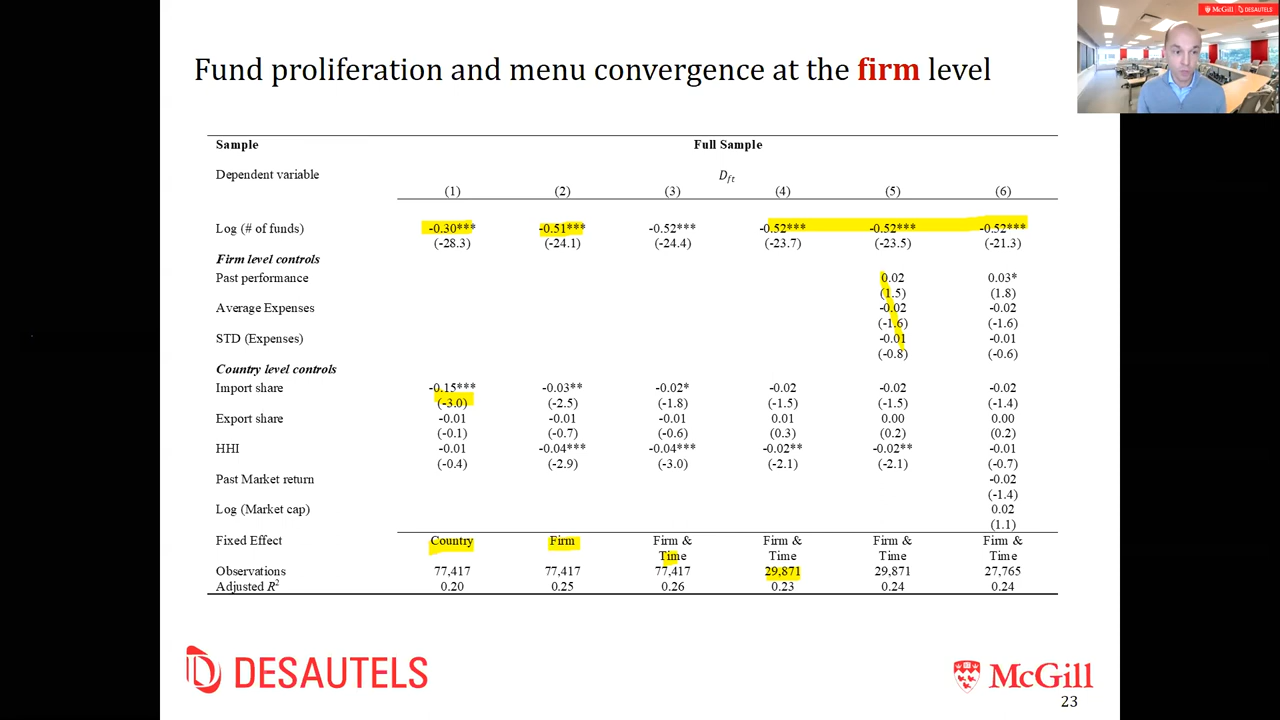 McGill DESAUTELS
Fund proliferation and menu convergence at the firm level
Sample Full Sample
Dependent variable D_ft
(1) (2) (3) (4) (5) (6)
Log (# of funds) -0.30*** -0.51*** -0.52*** -0.52*** -0.52*** -0.52***
(-28.3) (-24.1) (-24.4) (-23.7) (-23.5) (-21.3)
Firm level controls
Past performance 0.02 0.03*
(1.5) (1.8)
Average Expenses -0.02 -0.02
(-1.6) (-1.6)
STD (Expenses) -0.01 -0.01
(-0.8) (-0.6)
Country level controls
Import share -0.15*** -0.03** -0.02* -0.02 -0.02 -0.02
(-3.0) (-2.5) (-1.8) (-1.5) (-1.5) (-1.4)
Export share -0.01 -0.01 -0.01 0.01 0.00 0.00
(-0.1) (-0.7) (-0.6) (0.3) (0.2) (0.2)
HHI -0.01 -0.04*** -0.04*** -0.02** -0.02** -0.01
(-0.4) (-2.9) (-3.0) (-2.1) (-2.1) (-0.7)
Past Market return -0.02
(-1.4)
Log (Market cap) 0.02
(1.1)
Fixed Effect Country Firm Firm & Firm & Firm & Firm &
Time Time Time Time
Observations 77,417 77,417 77,417 29,871 29,871 27,765
Adjusted R² 0.20 0.25 0.26 0.23 0.24 0.24
DESAUTELS
McGill
23